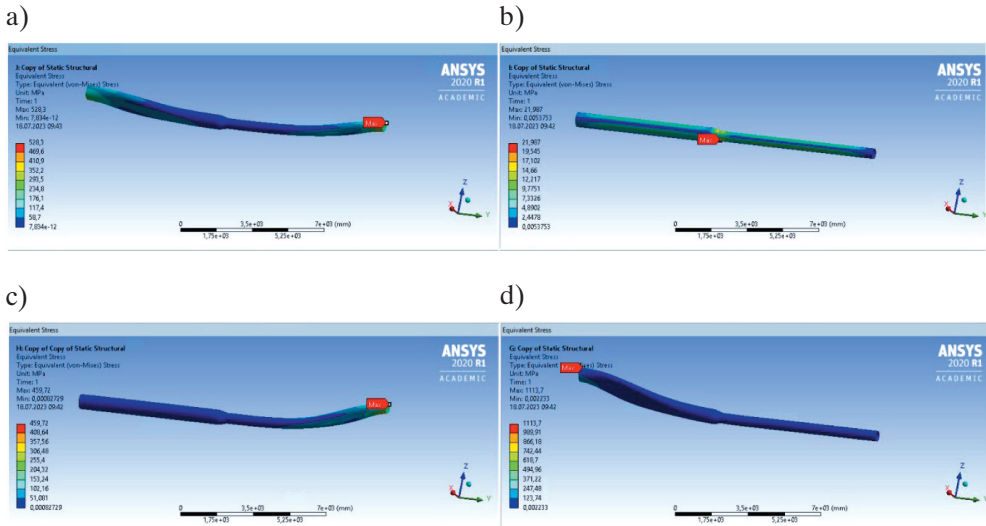 a)
Equivalent Stress
J: Copy of Static Structural
Equivalent Stress
Type: Equivalent (von-Mises) Stress
Unit: MPa
Time: 1
Max: 528,3
Min: 7,834e-12
18.07.2023 09:43
528,3
469,6
410,9
352,2
293,5
234,8
176,1
117,4
58,7
7,834e-12
Max
ANSYS
2020 R1
ACADEMIC
Z
X
Y
0
3,5e+03
7e+03 (mm)
1,75e+03
5,25e+03
b)
Equivalent Stress
I: Copy of Static Structural
Equivalent Stress
Type: Equivalent (von-Mises) Stress
Unit: MPa
Time: 1
Max: 21,987
Min: 0,0053753
18.07.2023 09:42
21,987
19,545
17,102
14,66
12,217
9,7751
7,3326
4,8902
2,4478
0,0053753
Max
ANSYS
2020 R1
ACADEMIC
Z
X
Y
0
3,5e+03
7e+03 (mm)
1,75e+03
5,25e+03
c)
Equivalent Stress
H: Copy of Copy of Static Structural
Equivalent Stress
Type: Equivalent (von-Mises) Stress
Unit: MPa
Time: 1
Max: 459,72
Min: 0,00082729
18.07.2023 09:42
459,72
408,64
357,56
306,48
255,4
204,32
153,24
102,16
51,081
0,00082729
Max
ANSYS
2020 R1
ACADEMIC
Z
X
Y
0
3,5e+03
7e+03 (mm)
1,75e+03
5,25e+03
d)
Equivalent Stress
G: Copy of Static Structural
Equivalent Stress
Type: Equivalent (von-Mises) Stress
Unit: MPa
Time: 1
Max: 1113,7
Min: 0,002233
18.07.2023 09:42
1113,7
989,91
866,18
742,44
618,7
494,96
371,22
247,48
123,74
0,002233
Max
ANSYS
2020 R1
ACADEMIC
Z
X
Y
0
3,5e+03
7e+03 (mm)
1,75e+03
5,25e+03